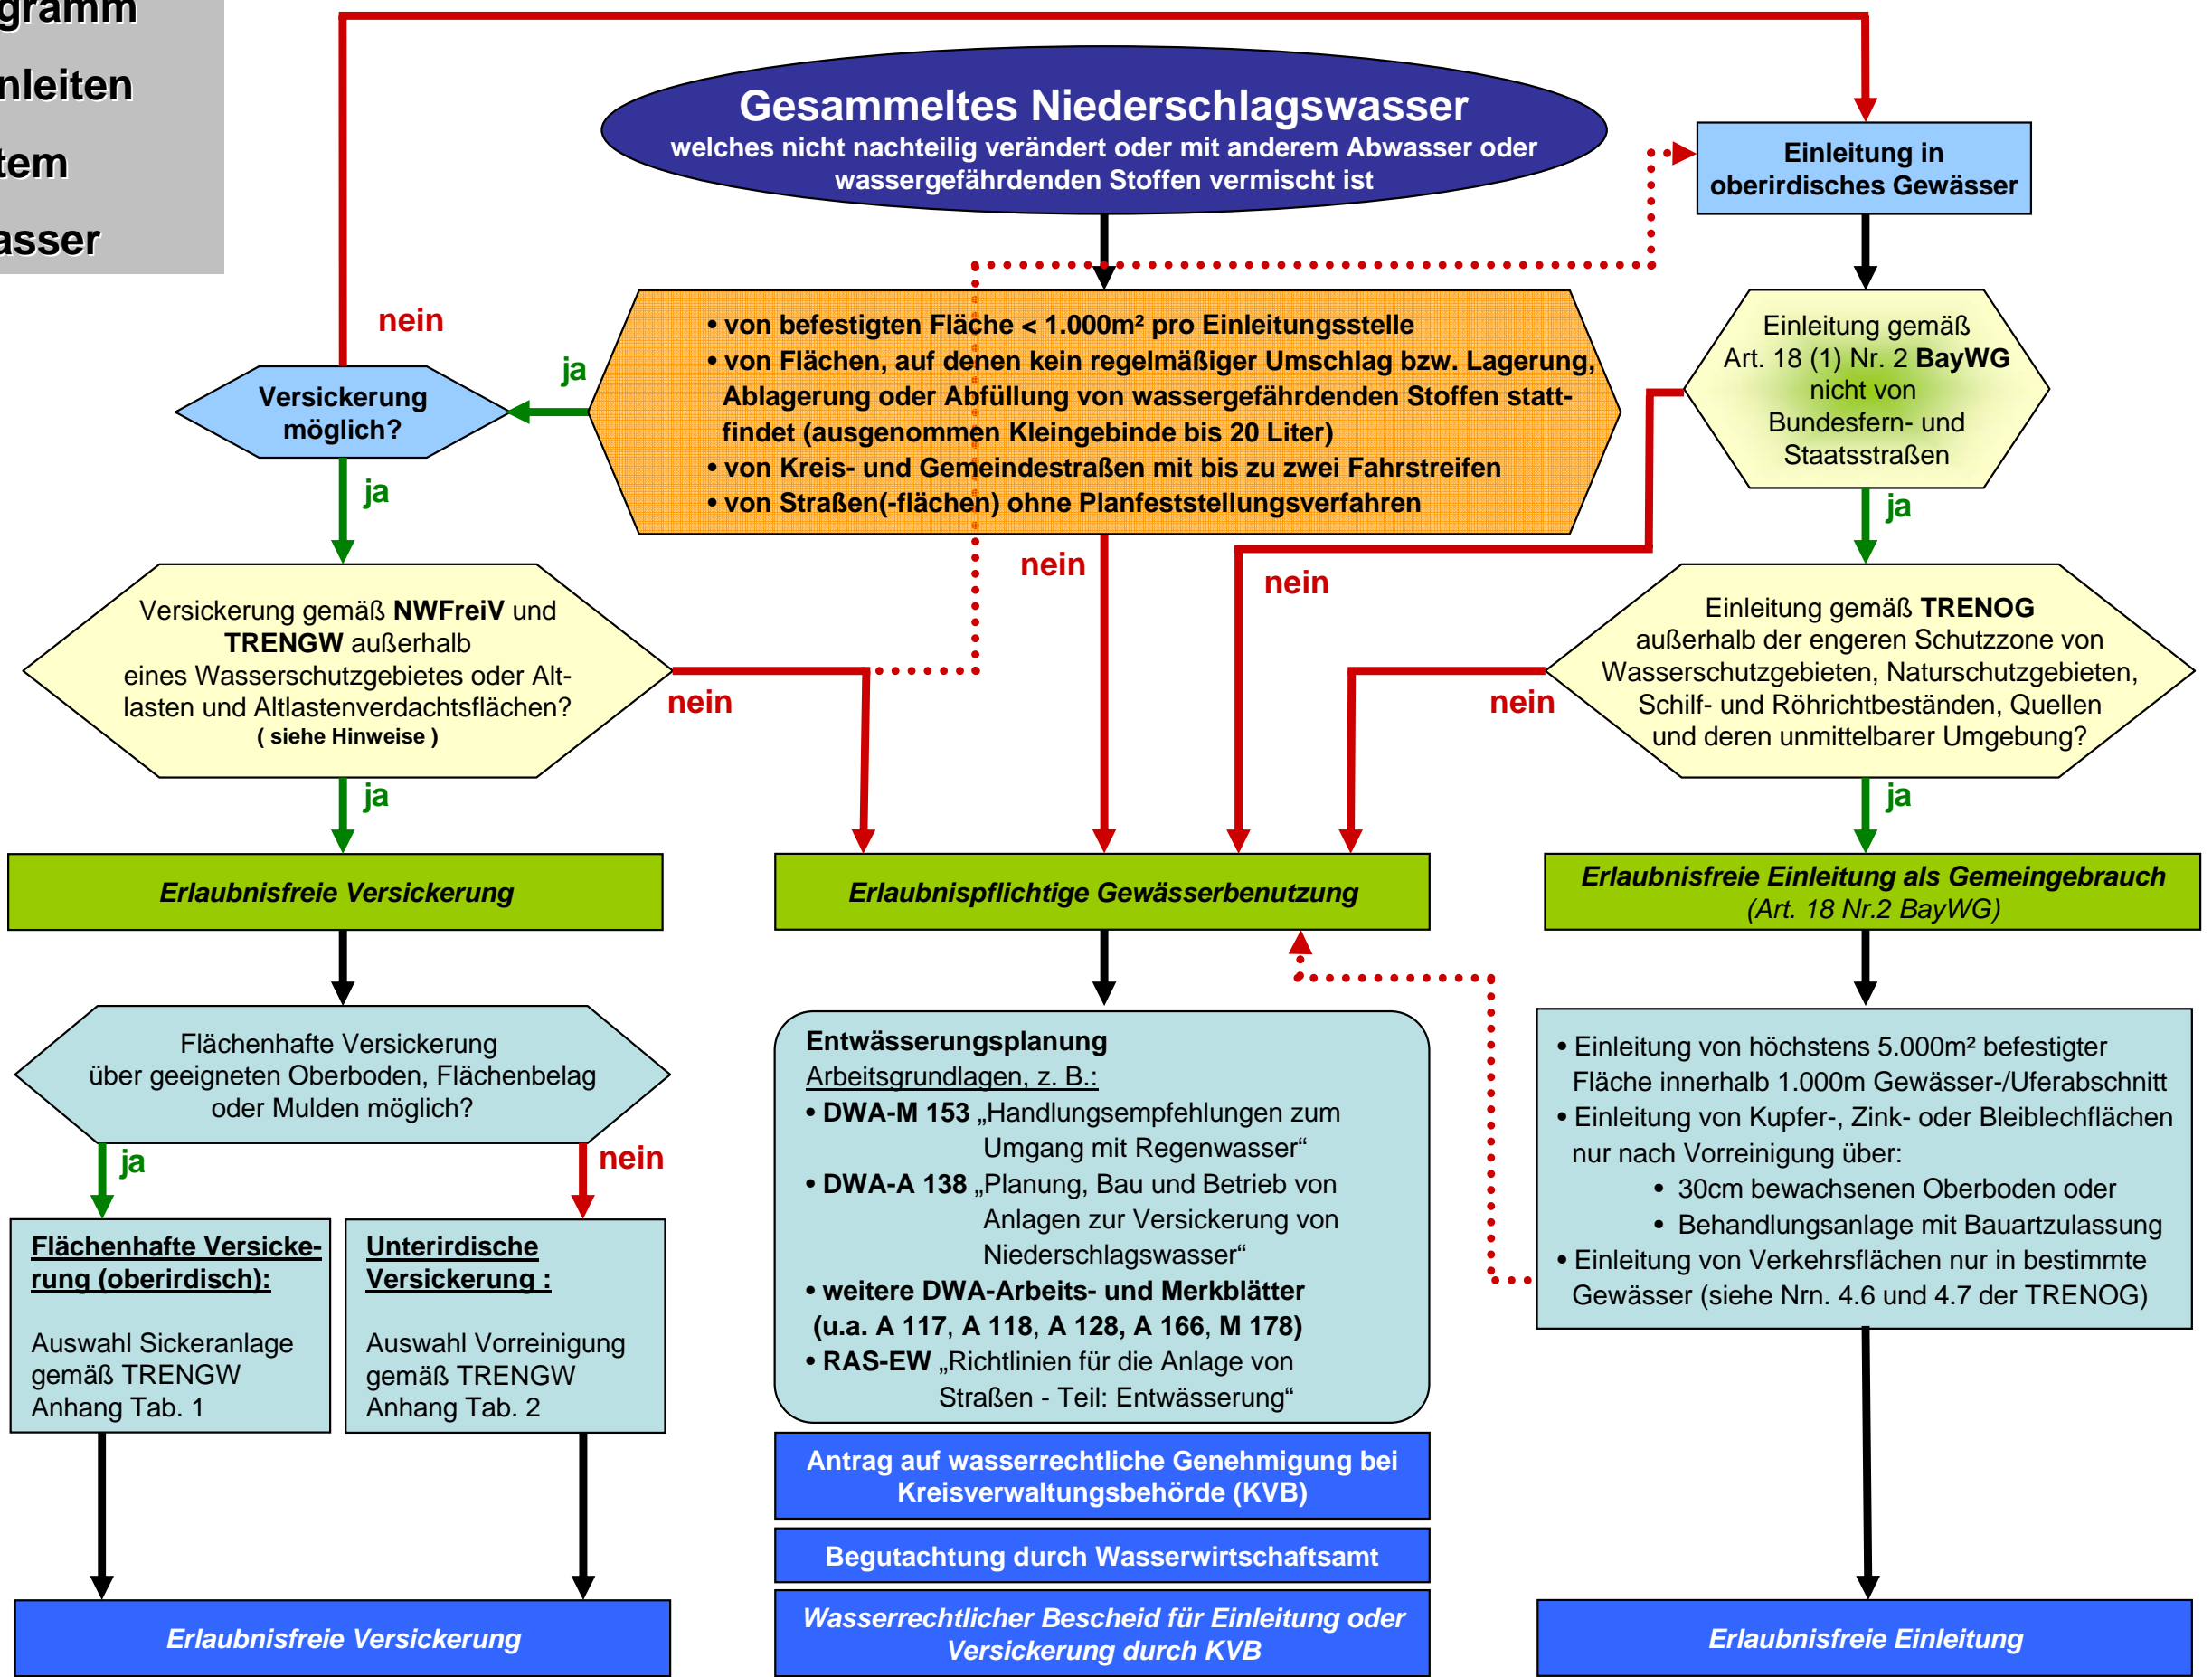 gramm
nleiten
tem
asser
Gesammeltes Niederschlagswasser
welches nicht nachteilig verändert oder mit anderem Abwasser oder
wassergefährdenden Stoffen vermischt ist
Einleitung in
oberirdisches Gewässer
nein
Versickerung
möglich?
ja
• von befestigten Fläche < 1.000m² pro Einleitungsstelle
• von Flächen, auf denen kein regelmäßiger Umschlag bzw. Lagerung,
Ablagerung oder Abfüllung von wassergefährdenden Stoffen statt-
findet (ausgenommen Kleingebinde bis 20 Liter)
• von Kreis- und Gemeindestraßen mit bis zu zwei Fahrstreifen
• von Straßen(-flächen) ohne Planfeststellungsverfahren
Einleitung gemäß
Art. 18 (1) Nr. 2 BayWG
nicht von
Bundesfern- und
Staatsstraßen
ja
nein
nein
ja
Versickerung gemäß NWFreiV und
TRENGW außerhalb
eines Wasserschutzgebietes oder Alt-
lasten und Altlastenverdachtsflächen?
( siehe Hinweise )
nein
Einleitung gemäß TRENOG
außerhalb der engeren Schutzzone von
Wasserschutzgebieten, Naturschutzgebieten,
Schilf- und Röhrichtbeständen, Quellen
und deren unmittelbarer Umgebung?
nein
ja
ja
Erlaubnisfreie Versickerung
Erlaubnispflichtige Gewässerbenutzung
Erlaubnisfreie Einleitung als Gemeingebrauch
(Art. 18 Nr.2 BayWG)
Flächenhafte Versickerung
über geeigneten Oberboden, Flächenbelag
oder Mulden möglich?
ja
nein
Flächenhafte Versicke-
rung (oberirdisch):
Auswahl Sickeranlage
gemäß TRENGW
Anhang Tab. 1
Unterirdische
Versickerung :
Auswahl Vorreinigung
gemäß TRENGW
Anhang Tab. 2
Entwässerungsplanung
Arbeitsgrundlagen, z. B.:
• DWA-M 153 „Handlungsempfehlungen zum
Umgang mit Regenwasser“
• DWA-A 138 „Planung, Bau und Betrieb von
Anlagen zur Versickerung von
Niederschlagswasser“
• weitere DWA-Arbeits- und Merkblätter
(u.a. A 117, A 118, A 128, A 166, M 178)
• RAS-EW „Richtlinien für die Anlage von
Straßen - Teil: Entwässerung“
• Einleitung von höchstens 5.000m² befestigter
Fläche innerhalb 1.000m Gewässer-/Uferabschnitt
• Einleitung von Kupfer-, Zink- oder Bleiblechflächen
nur nach Vorreinigung über:
• 30cm bewachsenen Oberboden oder
• Behandlungsanlage mit Bauartzulassung
• Einleitung von Verkehrsflächen nur in bestimmte
Gewässer (siehe Nrn. 4.6 und 4.7 der TRENOG)
Antrag auf wasserrechtliche Genehmigung bei
Kreisverwaltungsbehörde (KVB)
Begutachtung durch Wasserwirtschaftsamt
Wasserrechtlicher Bescheid für Einleitung oder
Versickerung durch KVB
Erlaubnisfreie Versickerung
Erlaubnisfreie Einleitung